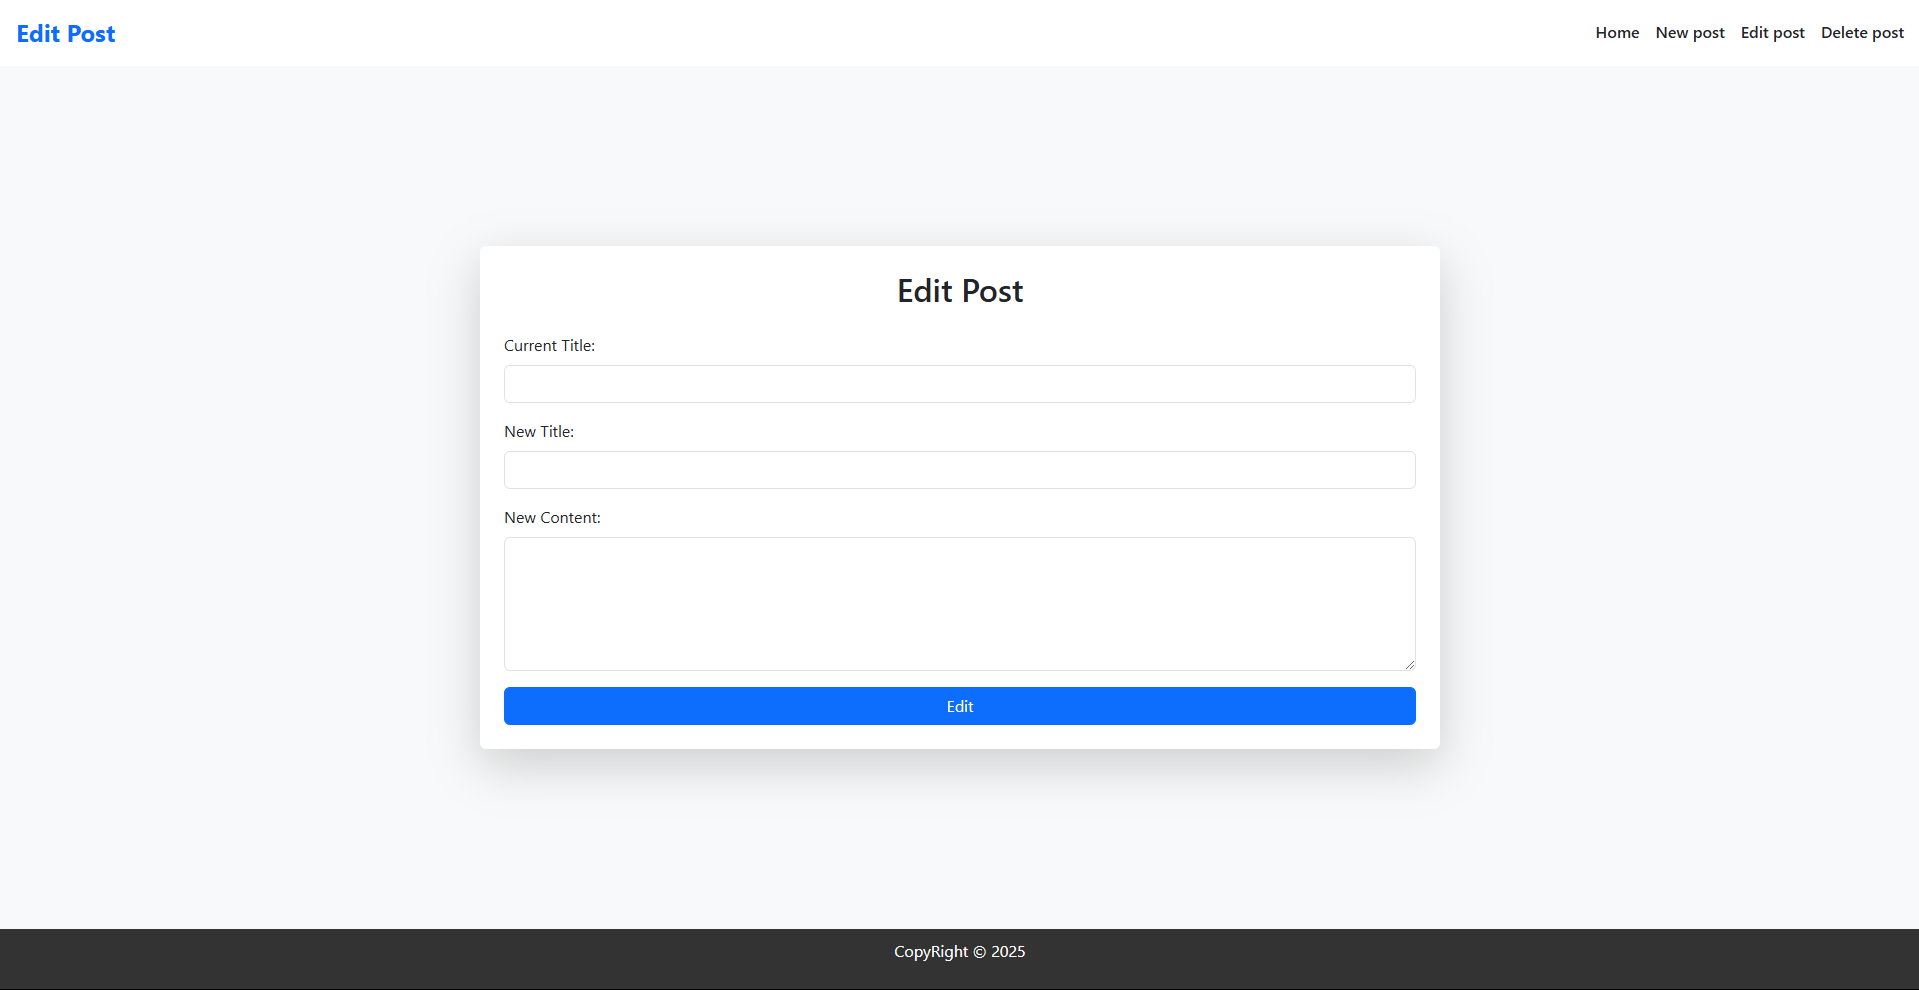 Edit Post
Home New post Edit post Delete post
Edit Post
Current Title:
New Title:
New Content:
Edit
CopyRight © 2025